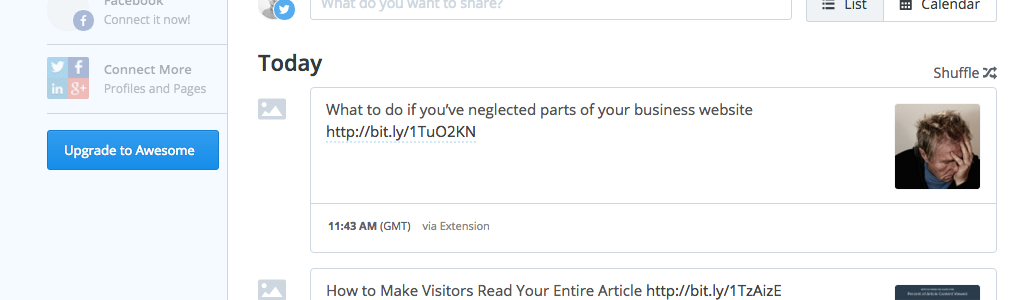 Facebook
Connect it now!
Connect More
Profiles and Pages
Upgrade to Awesome
What do you want to share?
List
Calendar
Today
Shuffle
What to do if you’ve neglected parts of your business website
http://bit.ly/1TuO2KN
11:43 AM (GMT) via Extension
How to Make Visitors Read Your Entire Article http://bit.ly/1TzAizE